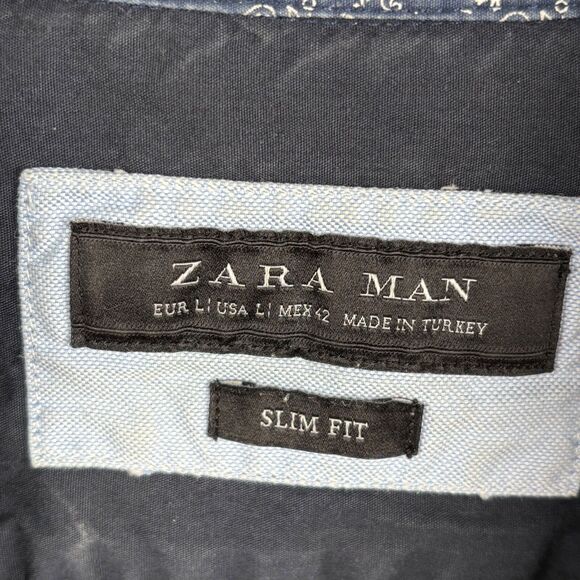 ZARA MAN
EUR L | USA L | MEX 42 MADE IN TURKEY
SLIM FIT